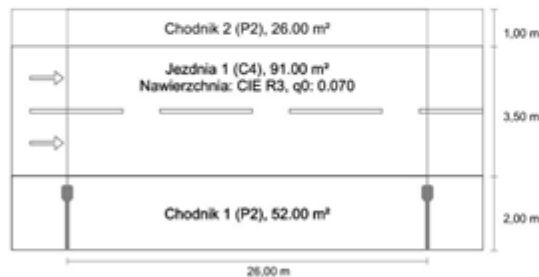 Chodnik 2 (P2), 26.00 m²
1,00 m
Jezdnia 1 (C4), 91.00 m²
Nawierzchnia: CIE R3, q0: 0.070
3,50 m
Chodnik 1 (P2), 52.00 m²
2,00 m
26,00 m